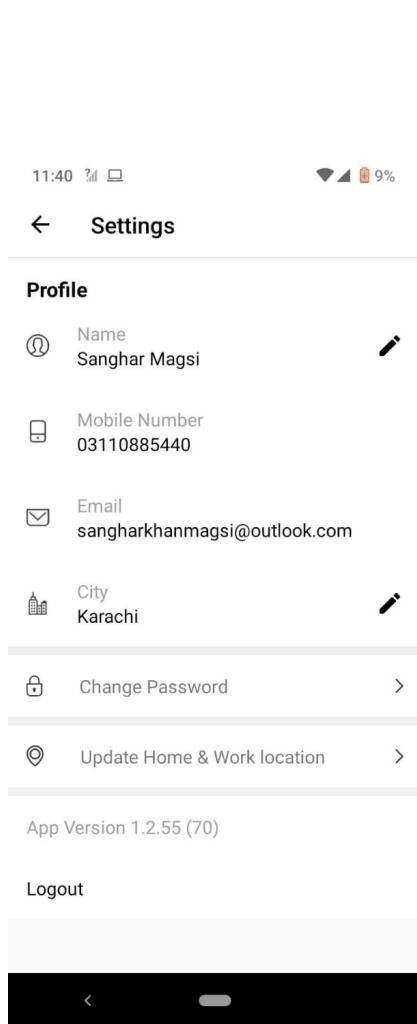 11:40 9%
Settings
Profile
Name
Sanghar Magsi
Mobile Number
03110885440
Email
sangharkhanmagsi@outlook.com
City
Karachi
Change Password
Update Home & Work location
App Version 1.2.55 (70)
Logout